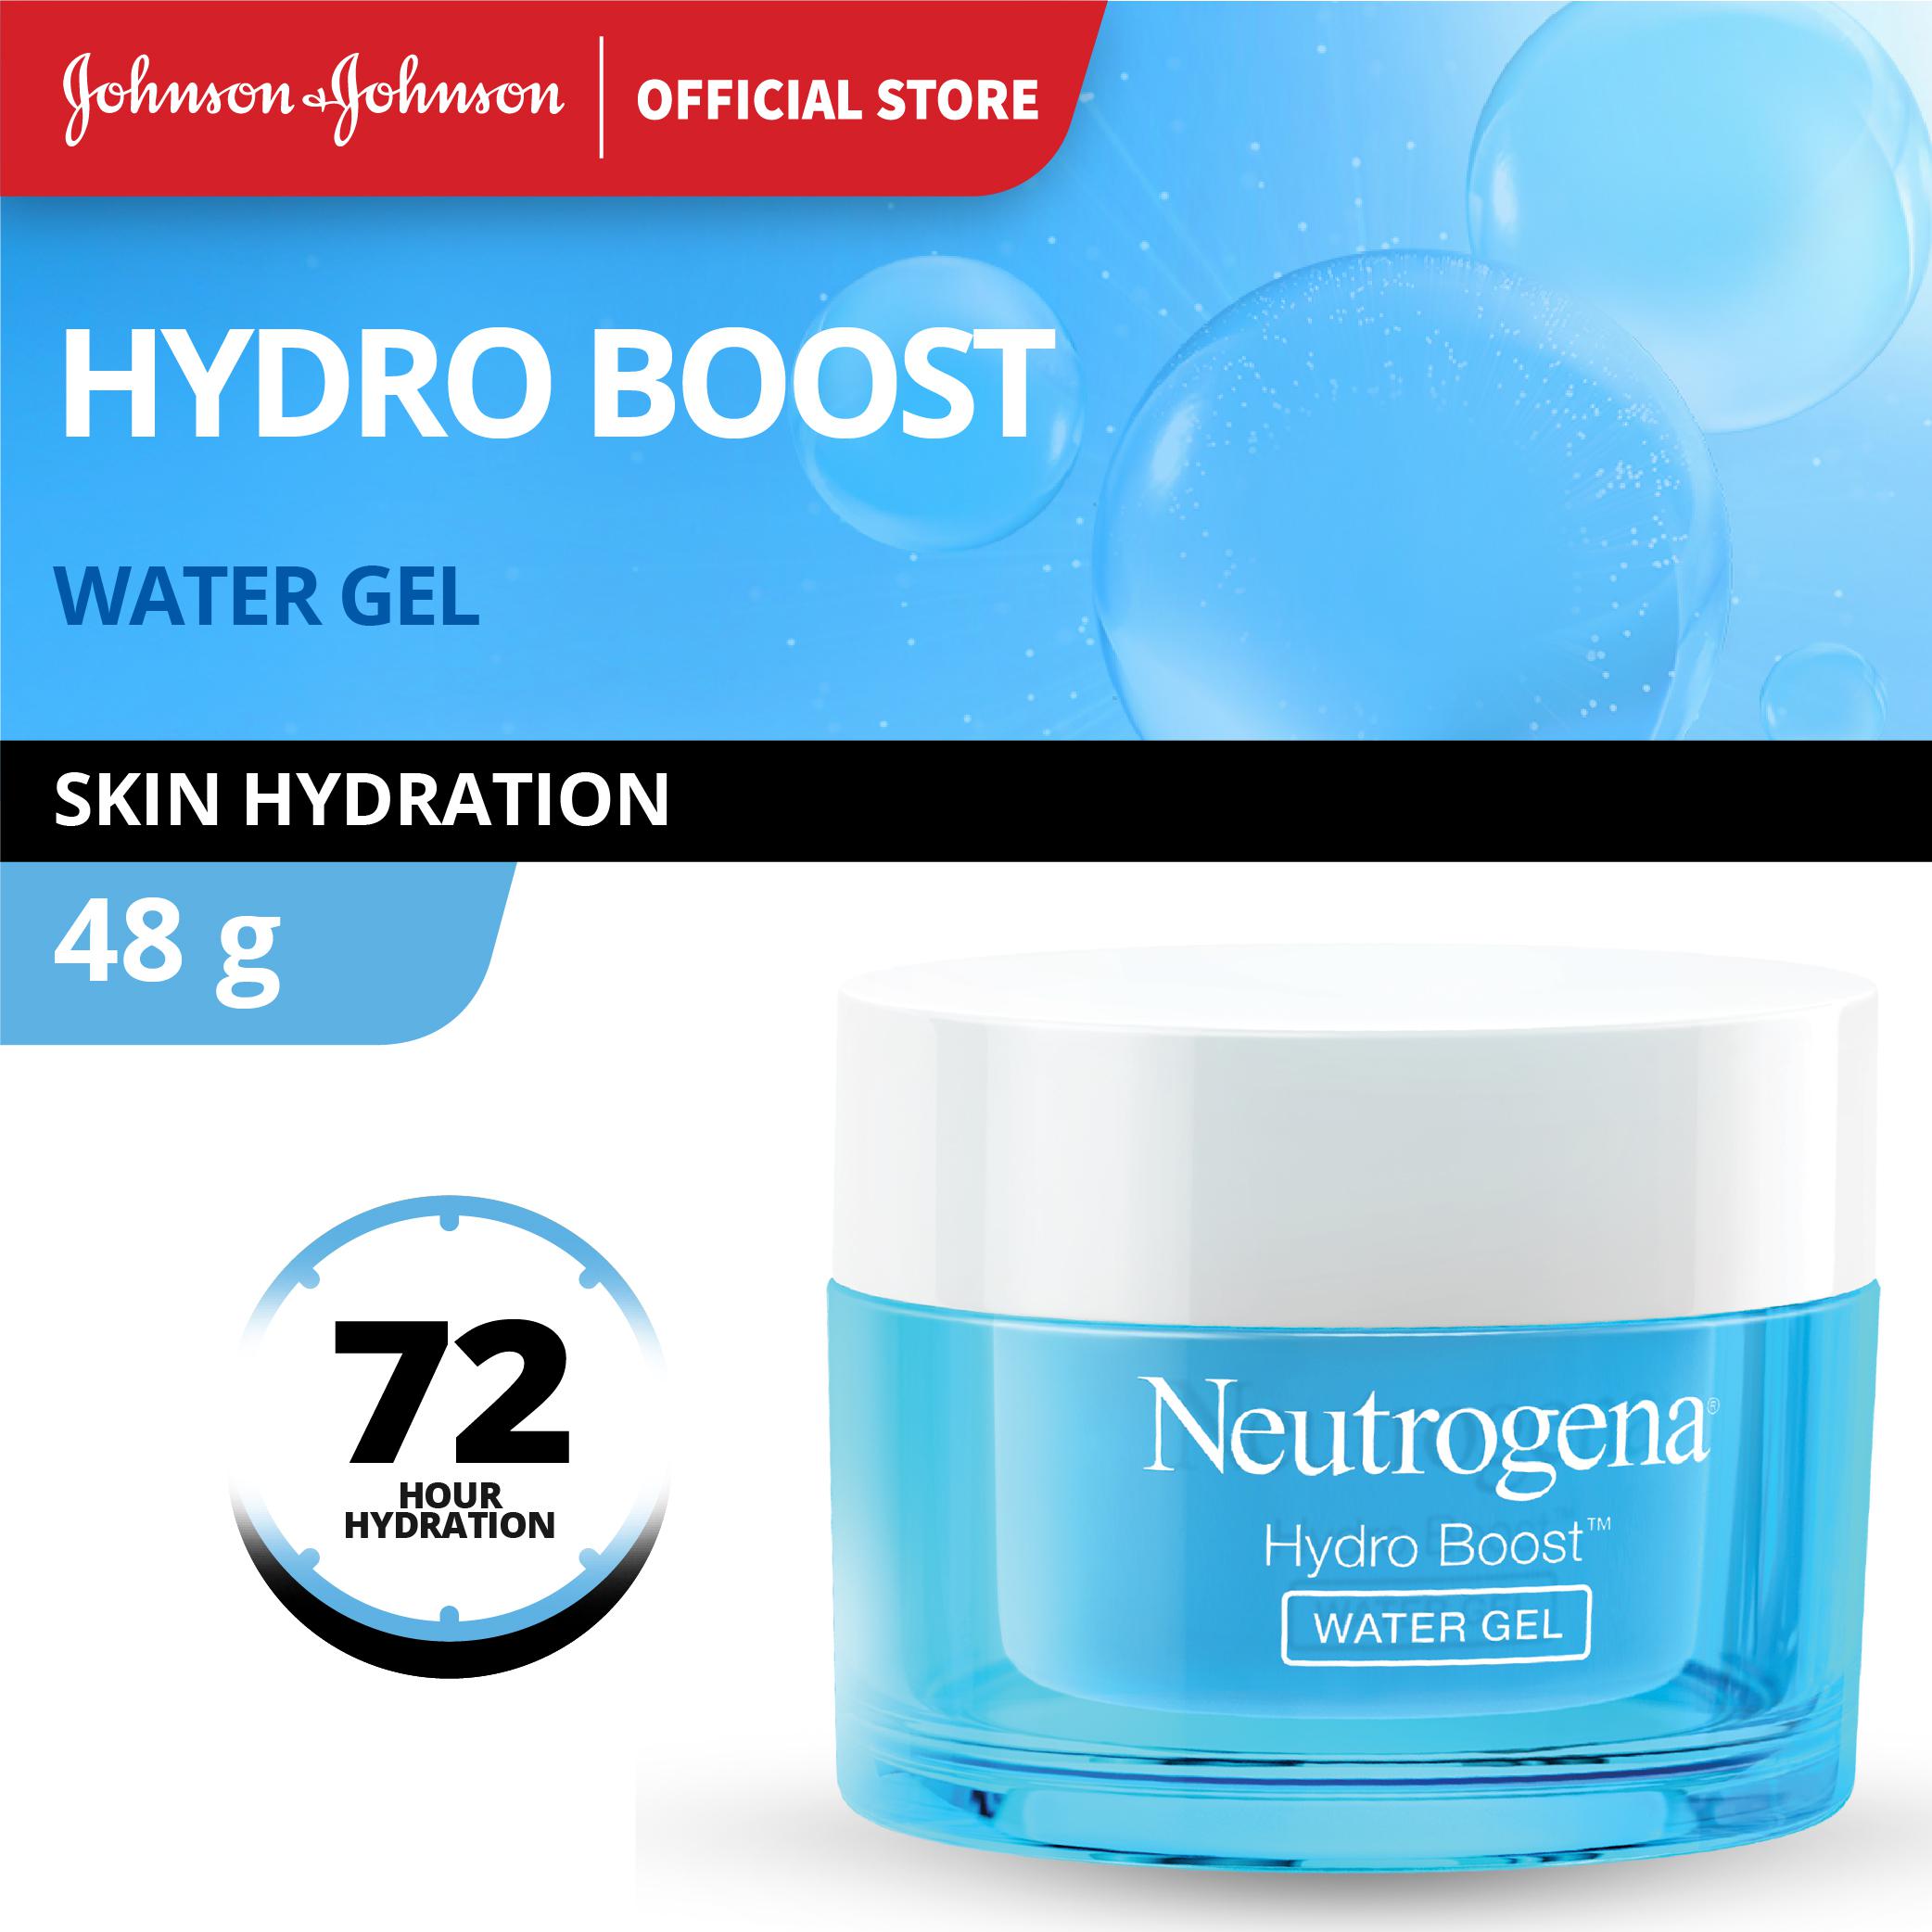 Johnson & Johnson | OFFICIAL STORE
HYDRO BOOST
WATER GEL
SKIN HYDRATION
48 g
72
HOUR
HYDRATION
Neutrogena®
Hydro Boost™
WATER GEL